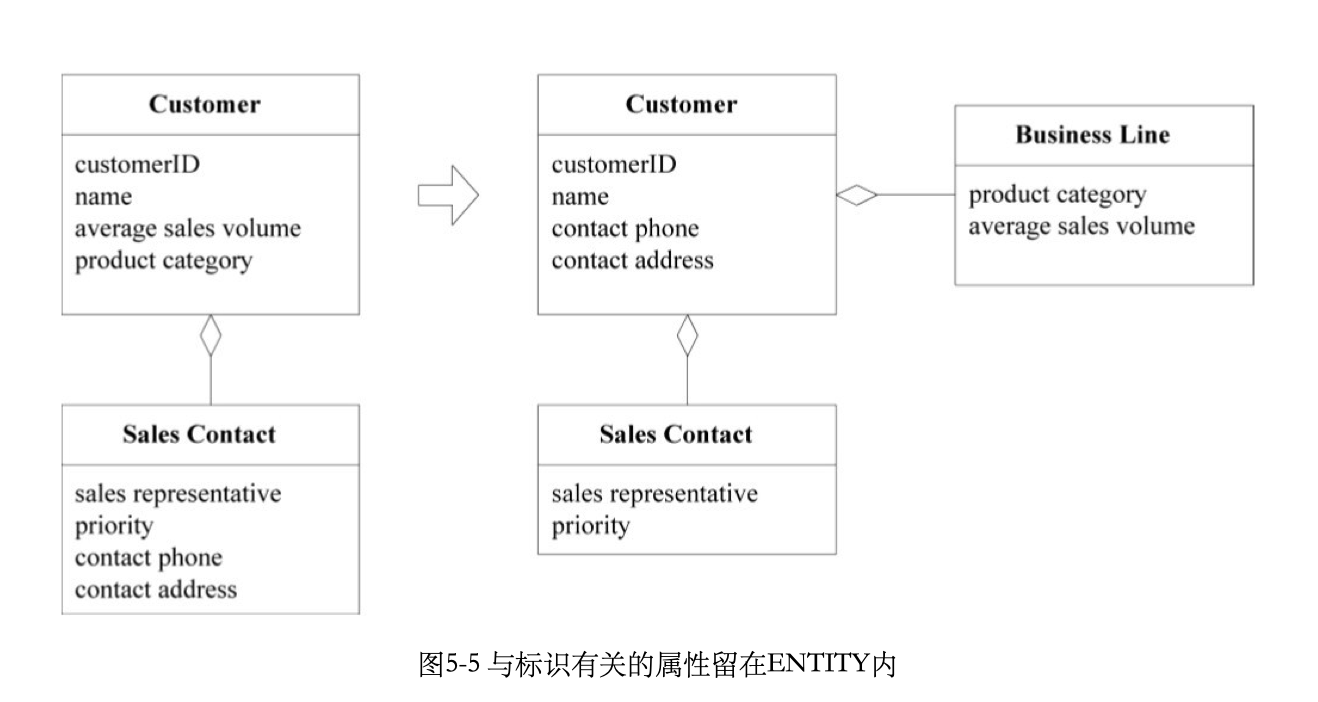 Customer
customerID
name
average sales volume
product category
Sales Contact
sales representative
priority
contact phone
contact address
Customer
customerID
name
contact phone
contact address
Sales Contact
sales representative
priority
Business Line
product category
average sales volume
图5-5 与标识有关的属性留在ENTITY内